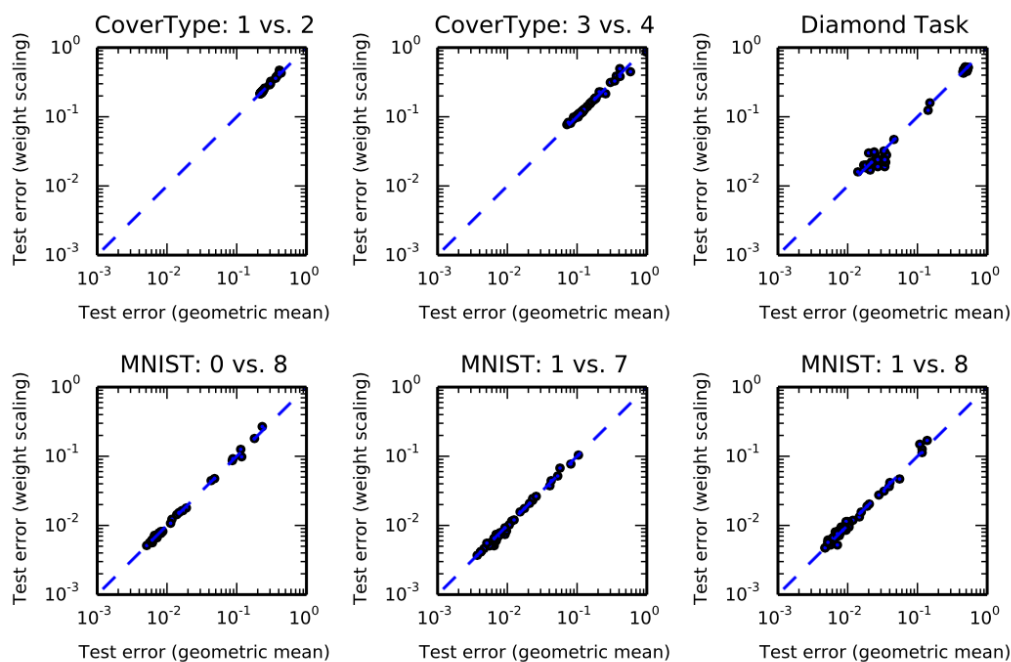 CoverType: 1 vs. 2
CoverType: 3 vs. 4
Diamond Task
Test error (weight scaling)
10^0
10^-1
10^-2
10^-3
10^-3 10^-2 10^-1 10^0
Test error (geometric mean)
Test error (weight scaling)
10^0
10^-1
10^-2
10^-3
10^-3 10^-2 10^-1 10^0
Test error (geometric mean)
Test error (weight scaling)
10^0
10^-1
10^-2
10^-3
10^-3 10^-2 10^-1 10^0
Test error (geometric mean)
MNIST: 0 vs. 8
MNIST: 1 vs. 7
MNIST: 1 vs. 8
Test error (weight scaling)
10^0
10^-1
10^-2
10^-3
10^-3 10^-2 10^-1 10^0
Test error (geometric mean)
Test error (weight scaling)
10^0
10^-1
10^-2
10^-3
10^-3 10^-2 10^-1 10^0
Test error (geometric mean)
Test error (weight scaling)
10^0
10^-1
10^-2
10^-3
10^-3 10^-2 10^-1 10^0
Test error (geometric mean)